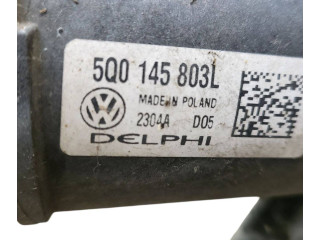 5Q0 145 803L
MADE IN POLAND
2304A D05
DELPHI